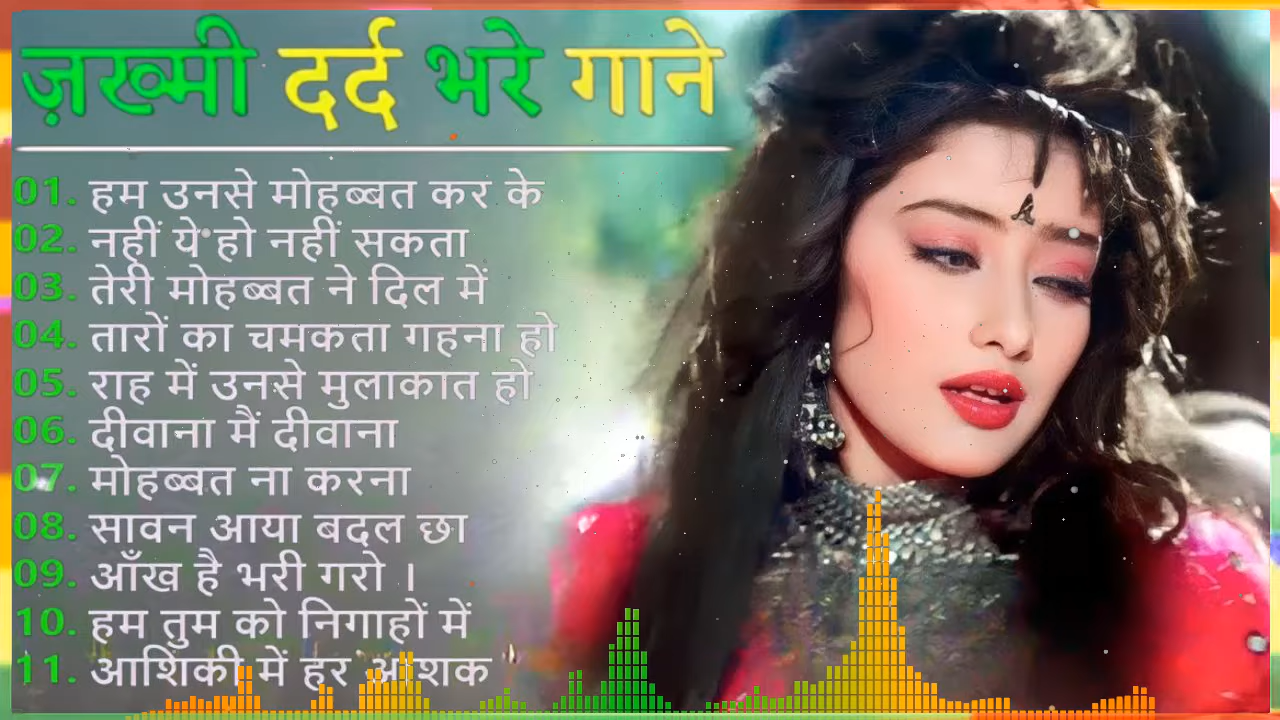 ज़ख्मी दर्द भरे गाने
01. हम उनसे मोहब्बत कर के
02. नहीं ये हो नहीं सकता
03. तेरी मोहब्बत ने दिल में
04. तारों का चमकता गहना हो
05. राह में उनसे मुलाकात हो
06. दीवाना मैं दीवाना
07. मोहब्बत ना करना
08. सावन आया बदल छा
09. आँख है भरी गरो ।
10. हम तुम को निगाहों में
11. आशिकी में हर आशिक